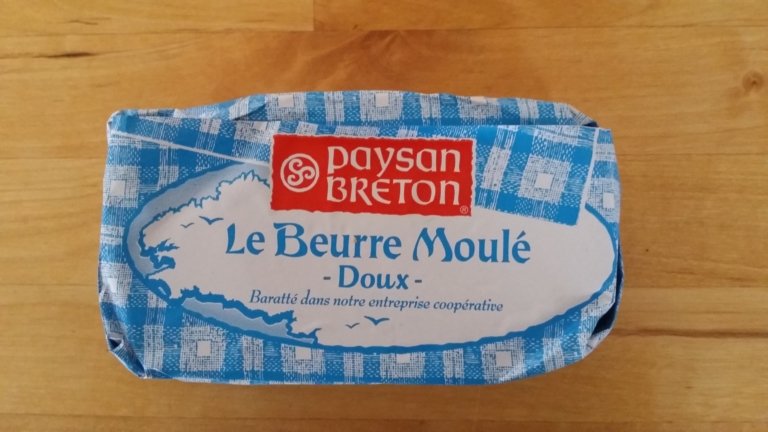 paysan
BRETON
®
Le Beurre Moulé
- Doux -
Baratté dans notre entreprise coopérative